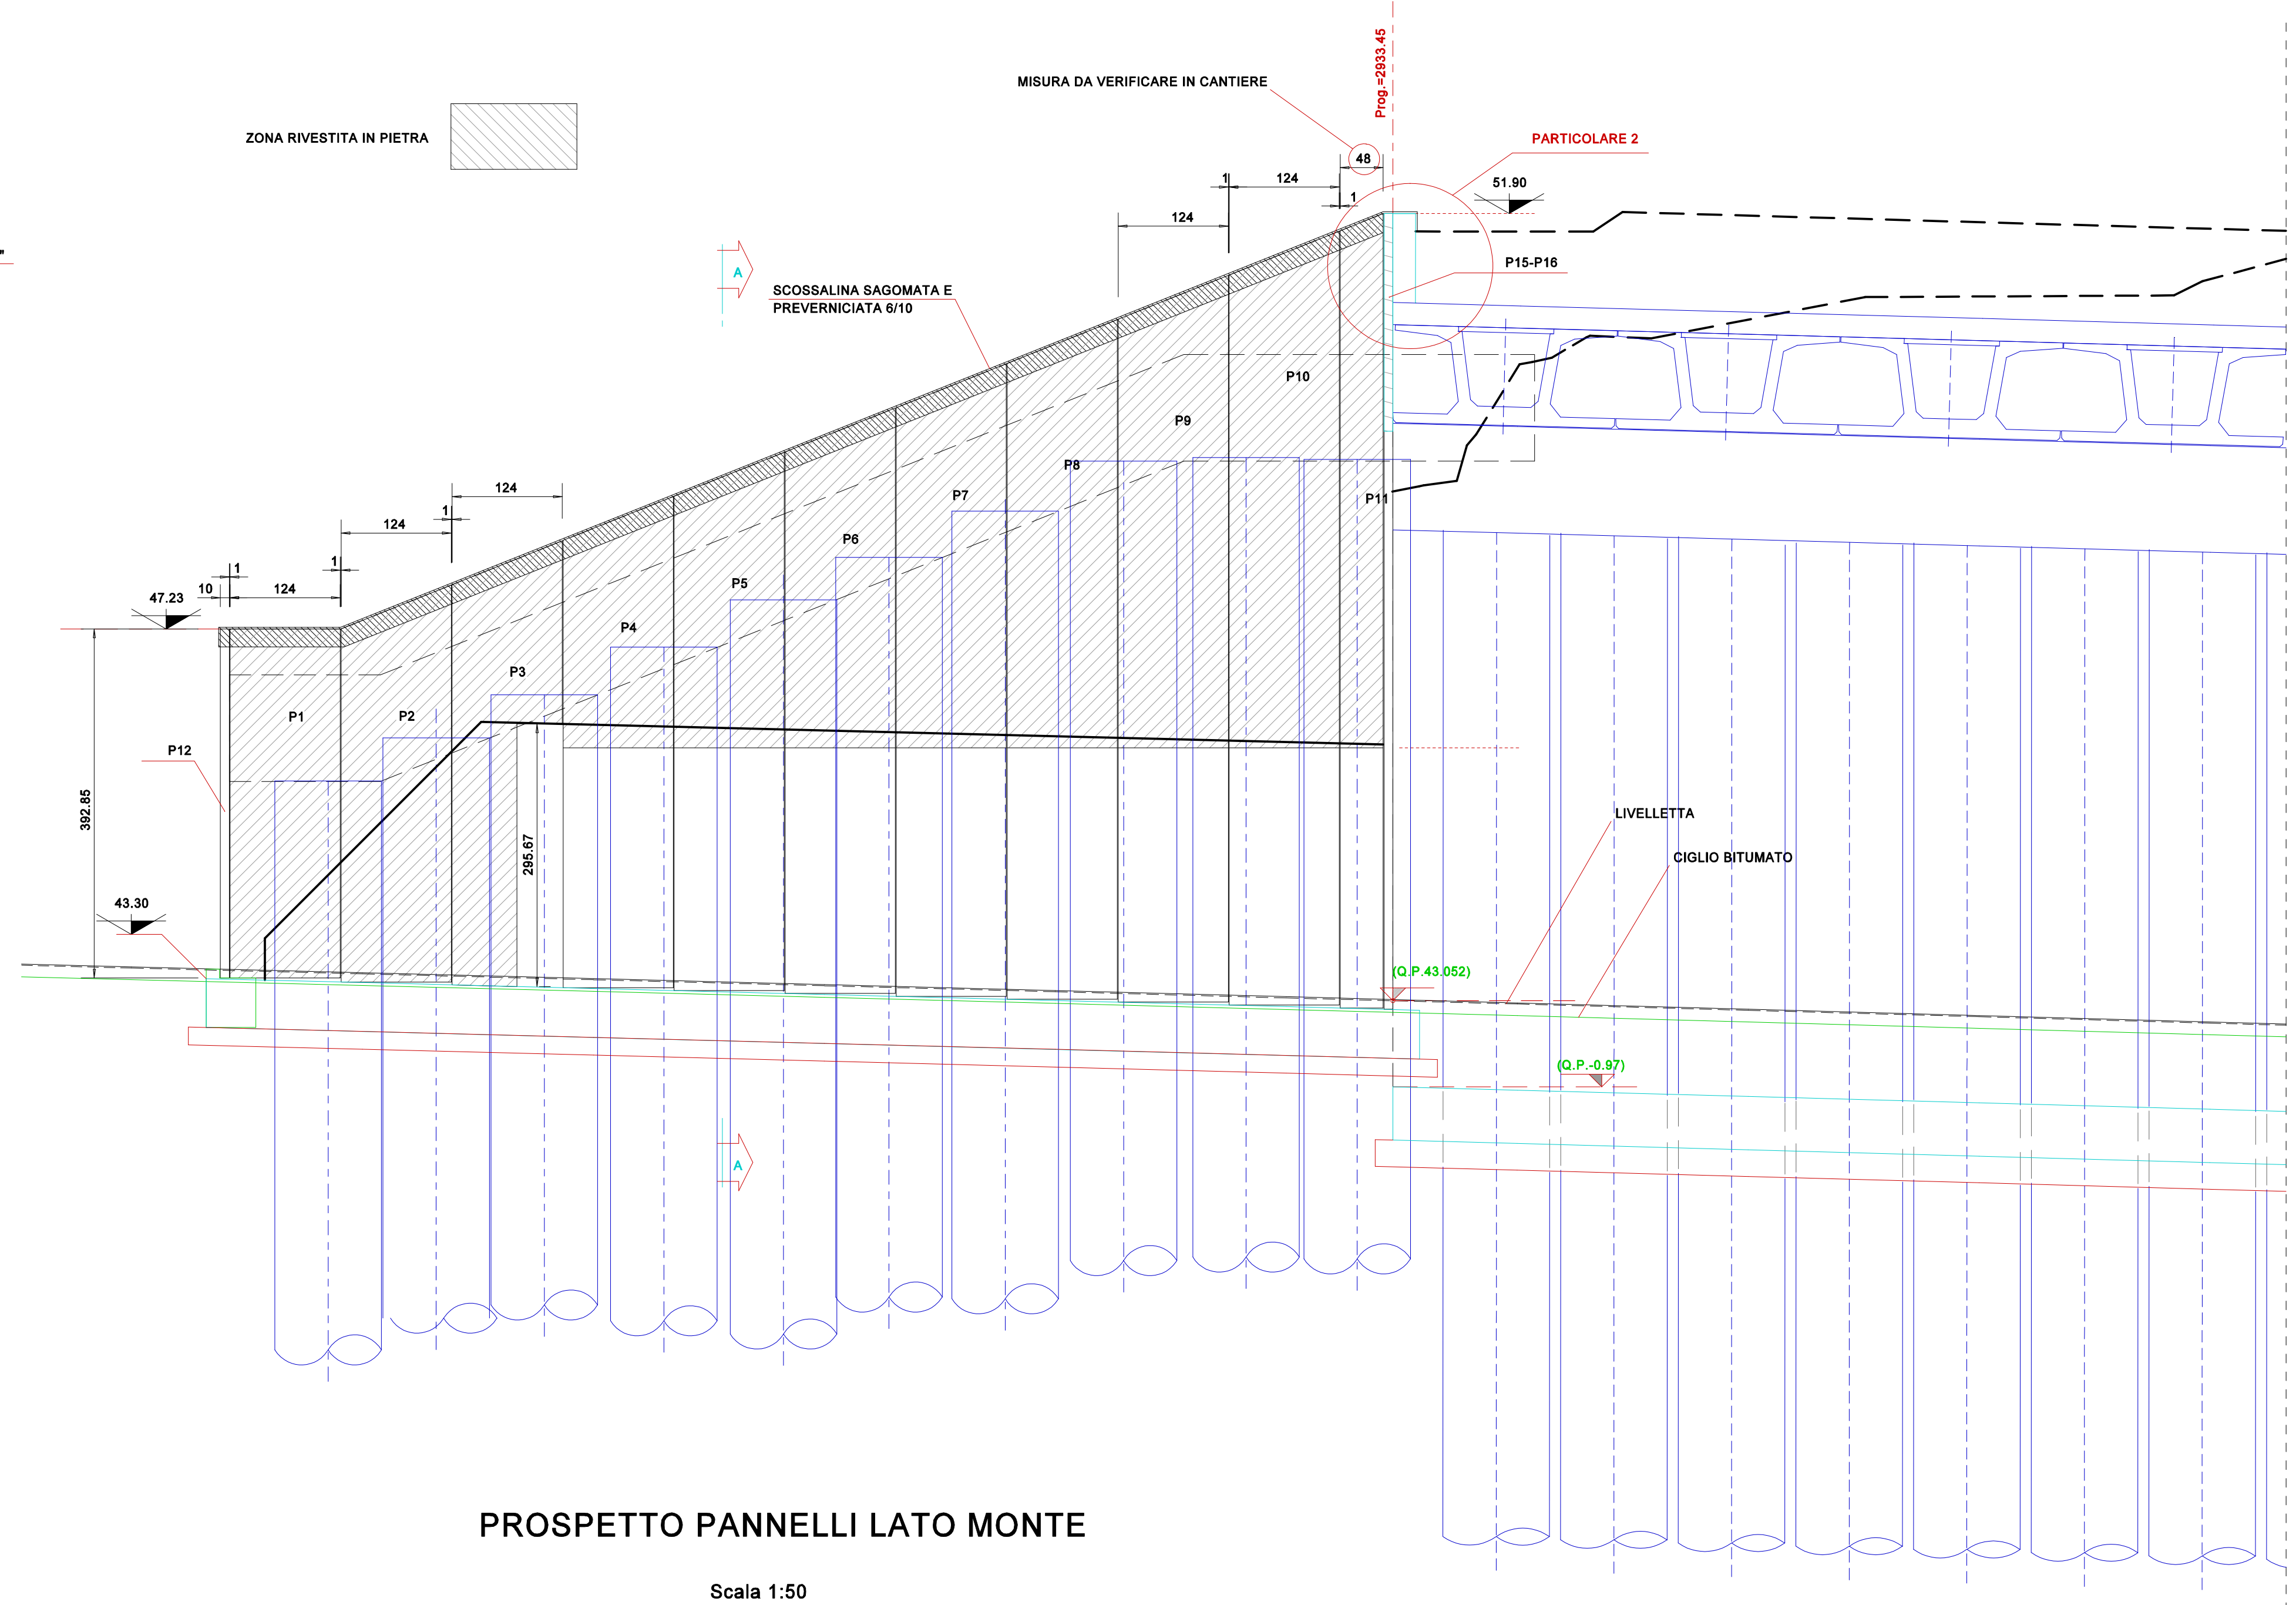 Prog.=2933.45
MISURA DA VERIFICARE IN CANTIERE
ZONA RIVESTITA IN PIETRA
PARTICOLARE 2
48
1
124
51.90
1
124
A
P15-P16
SCOSSALINA SAGOMATA E
PREVERNICIATA 6/10
P10
P9
P8
P11
P7
124
1
124
P6
1
1
P5
10
124
47.23
P4
P3
P1
P2
P12
392.85
295.67
LIVELLETTA
CIGLIO BITUMATO
43.30
(Q.P.43.052)
(Q.P.-0.97)
A
PROSPETTO PANNELLI LATO MONTE
Scala 1:50